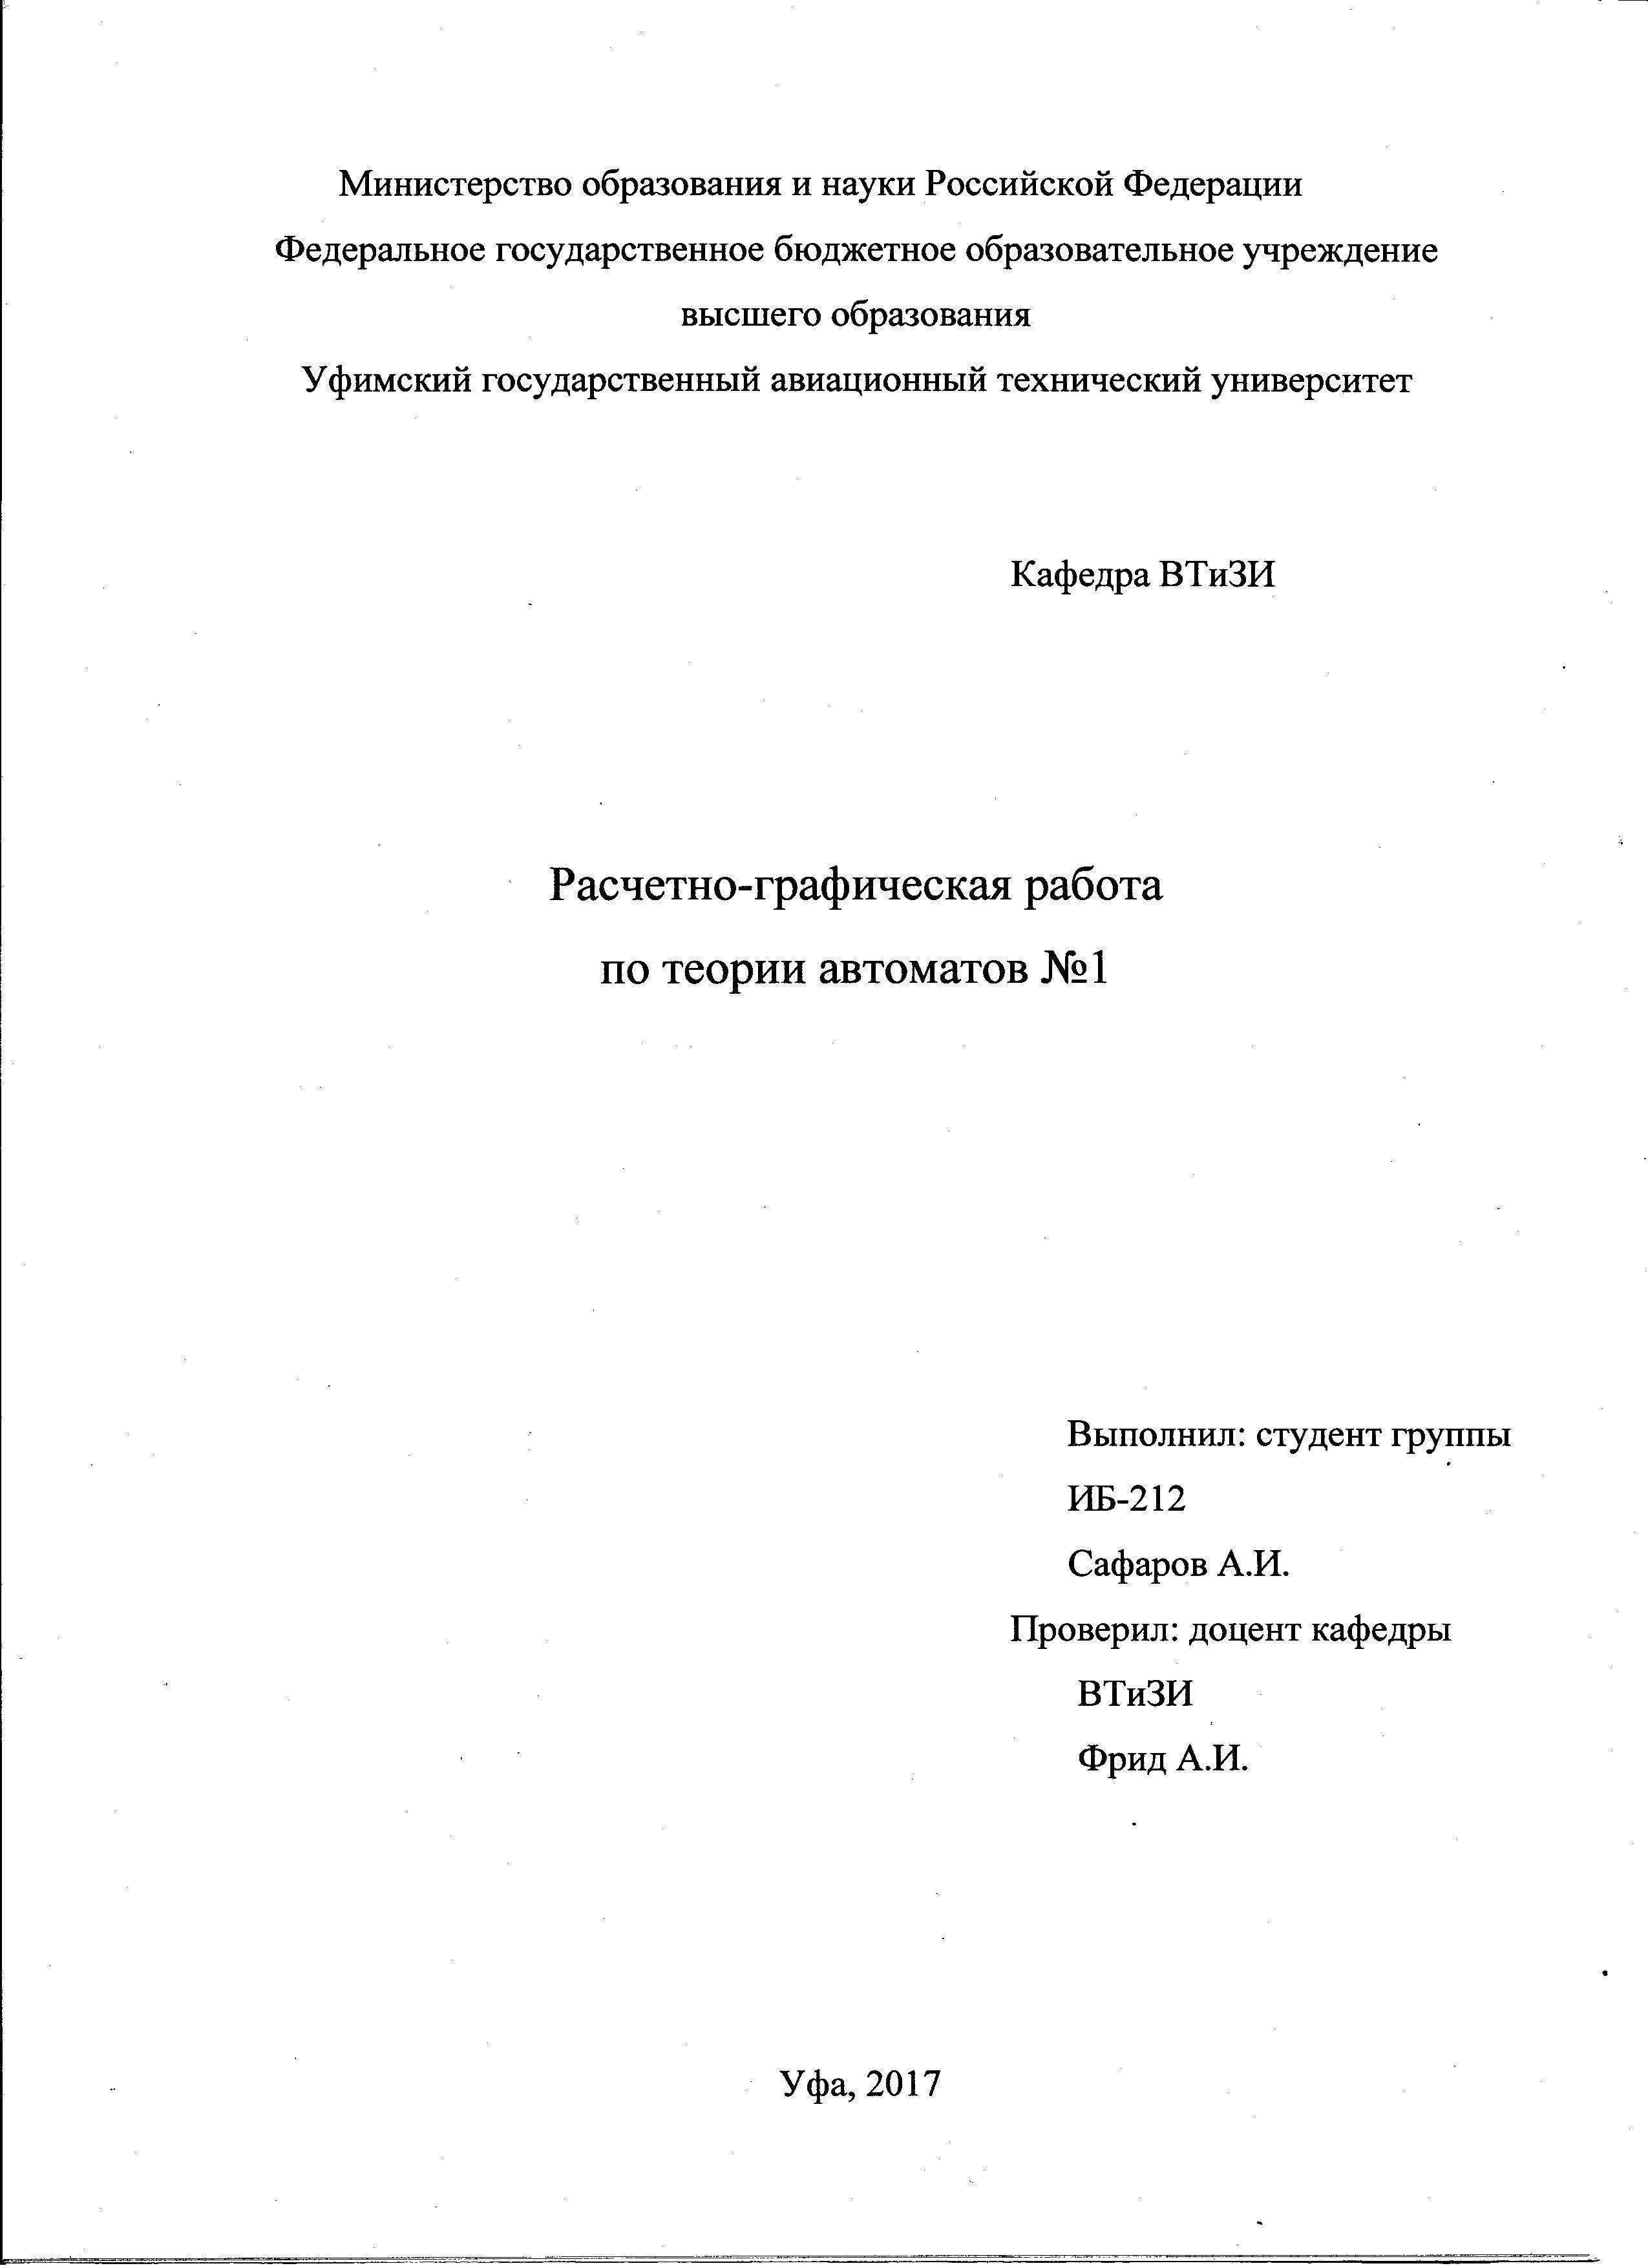 Министерство образования и науки Российской Федерации
Федеральное государственное бюджетное образовательное учреждение
высшего образования
Уфимский государственный авиационный технический университет
Кафедра ВТиЗИ
Расчетно-графическая работа
по теории автоматов №1
Выполнил: студент группы
ИБ-212
Сафаров А.И.
Проверил: доцент кафедры
ВТиЗИ
Фрид А.И.
Уфа, 2017